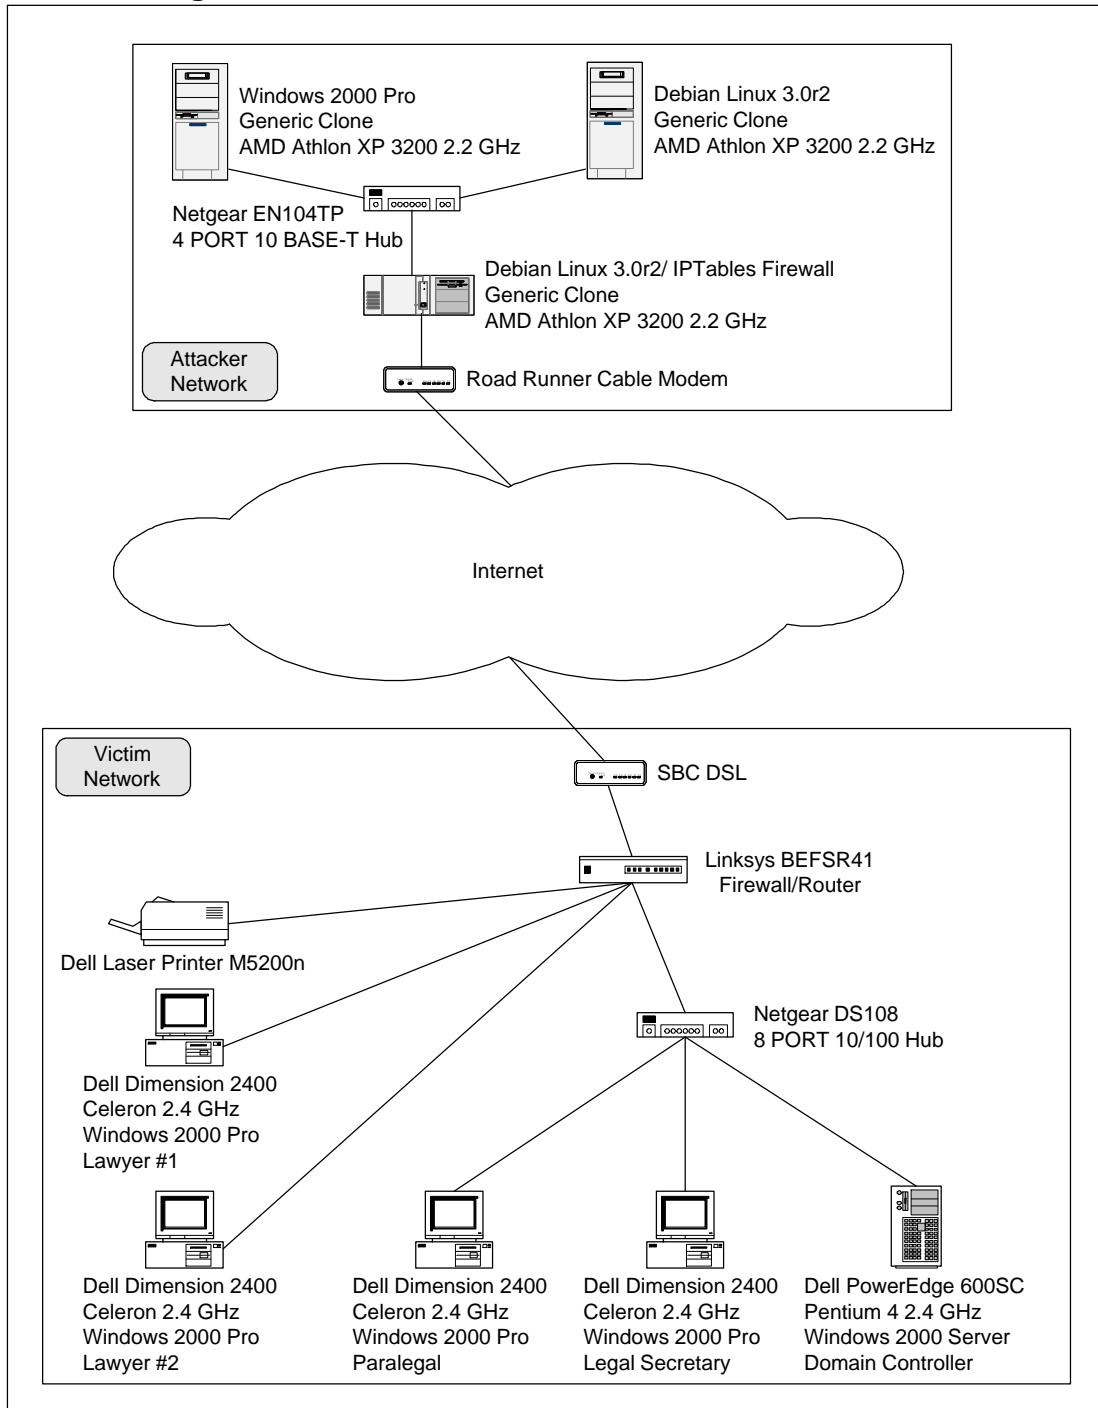 Windows 2000 Pro
Generic Clone
AMD Athlon XP 3200 2.2 GHz
Debian Linux 3.0r2
Generic Clone
AMD Athlon XP 3200 2.2 GHz
Netgear EN104TP
4 PORT 10 BASE-T Hub
Debian Linux 3.0r2/ IPTables Firewall
Generic Clone
AMD Athlon XP 3200 2.2 GHz
Attacker
Network
Road Runner Cable Modem
Internet
Victim
Network
SBC DSL
Linksys BEFSR41
Firewall/Router
Dell Laser Printer M5200n
Netgear DS108
8 PORT 10/100 Hub
Dell Dimension 2400
Celeron 2.4 GHz
Windows 2000 Pro
Lawyer #1
Dell Dimension 2400
Celeron 2.4 GHz
Windows 2000 Pro
Lawyer #2
Dell Dimension 2400
Celeron 2.4 GHz
Windows 2000 Pro
Paralegal
Dell Dimension 2400
Celeron 2.4 GHz
Windows 2000 Pro
Legal Secretary
Dell PowerEdge 600SC
Pentium 4 2.4 GHz
Windows 2000 Server
Domain Controller